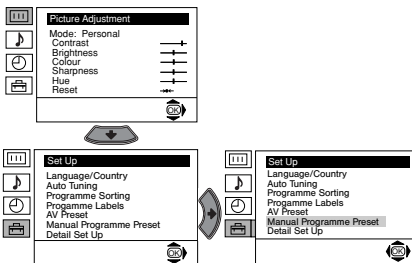 Picture Adjustment
Mode: Personal
Contrast
Brightness
Colour
Sharpness
Hue
Reset
OK
Set Up
Language/Country
Auto Tuning
Programme Sorting
Progamme Labels
AV Preset
Manual Programme Preset
Detail Set Up
OK
Set Up
Language/Country
Auto Tuning
Programme Sorting
Progamme Labels
AV Preset
Manual Programme Preset
Detail Set Up
OK